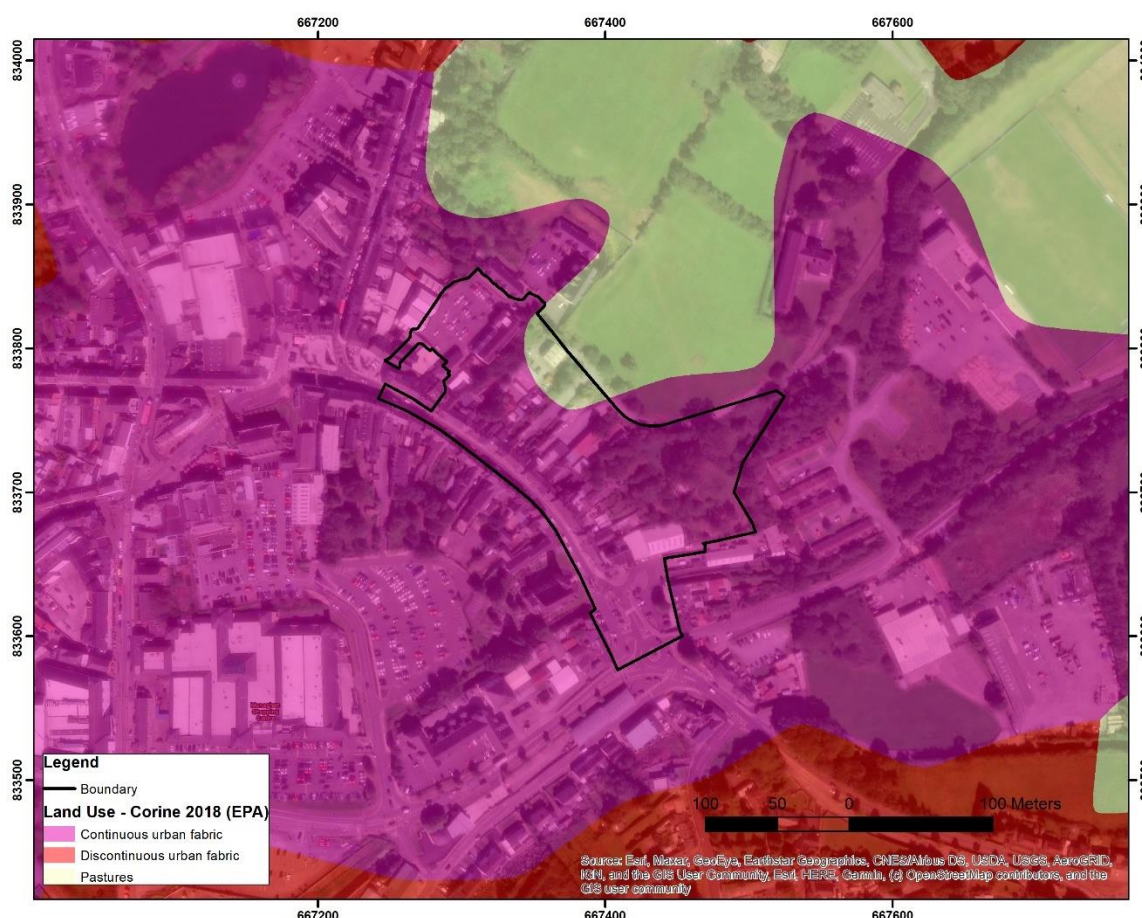 667200 667400 667600
834000
833900
833800
833700
833600
833500
Monaghan
Shopping
Centre
Legend
Boundary
Land Use - Corine 2018 (EPA)
Continuous urban fabric
Discontinuous urban fabric
Pastures
100 50 0 100 Meters
Source: Esri, Maxar, GeoEye, Earthstar Geographics, CNES/Airbus DS, USDA, USGS, AeroGRID,
IGN, and the GIS User Community, Esri, HERE, Garmin, (c) OpenStreetMap contributors, and the
GIS user community
667200 667400 667600